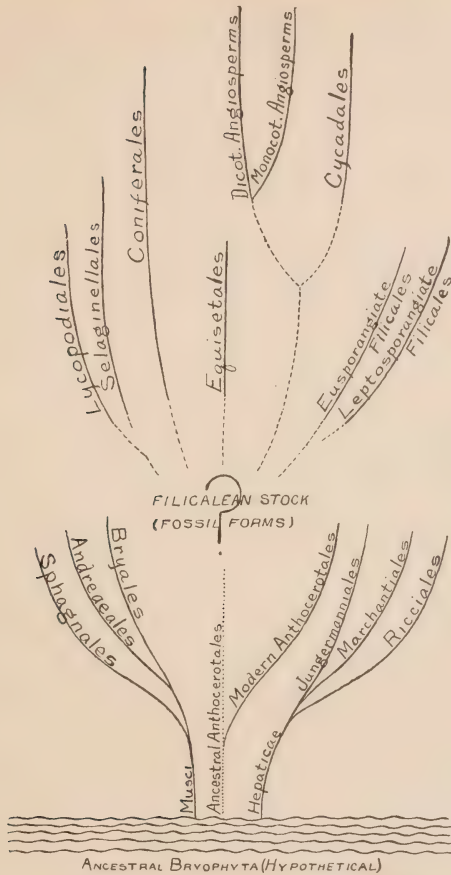 Dicot. Angiosperms
Monocot. Angiosperms
Cycadales
Coniferales
Selaginellales
Lycopodiales
Equisetales
Eusporangiate
Filicales
Leptosporangiate
Filicales
?
FILICALEAN STOCK
(FOSSIL FORMS)
Sphagnales
Andreaeales
Bryales
Ancestral Anthocerotales
Modern Anthocerotales
Jungermanniales
Marchantiales
Ricciales
Musci
Hepaticae
ANCESTRAL BRYOPHYTA (HYPOTHETICAL)